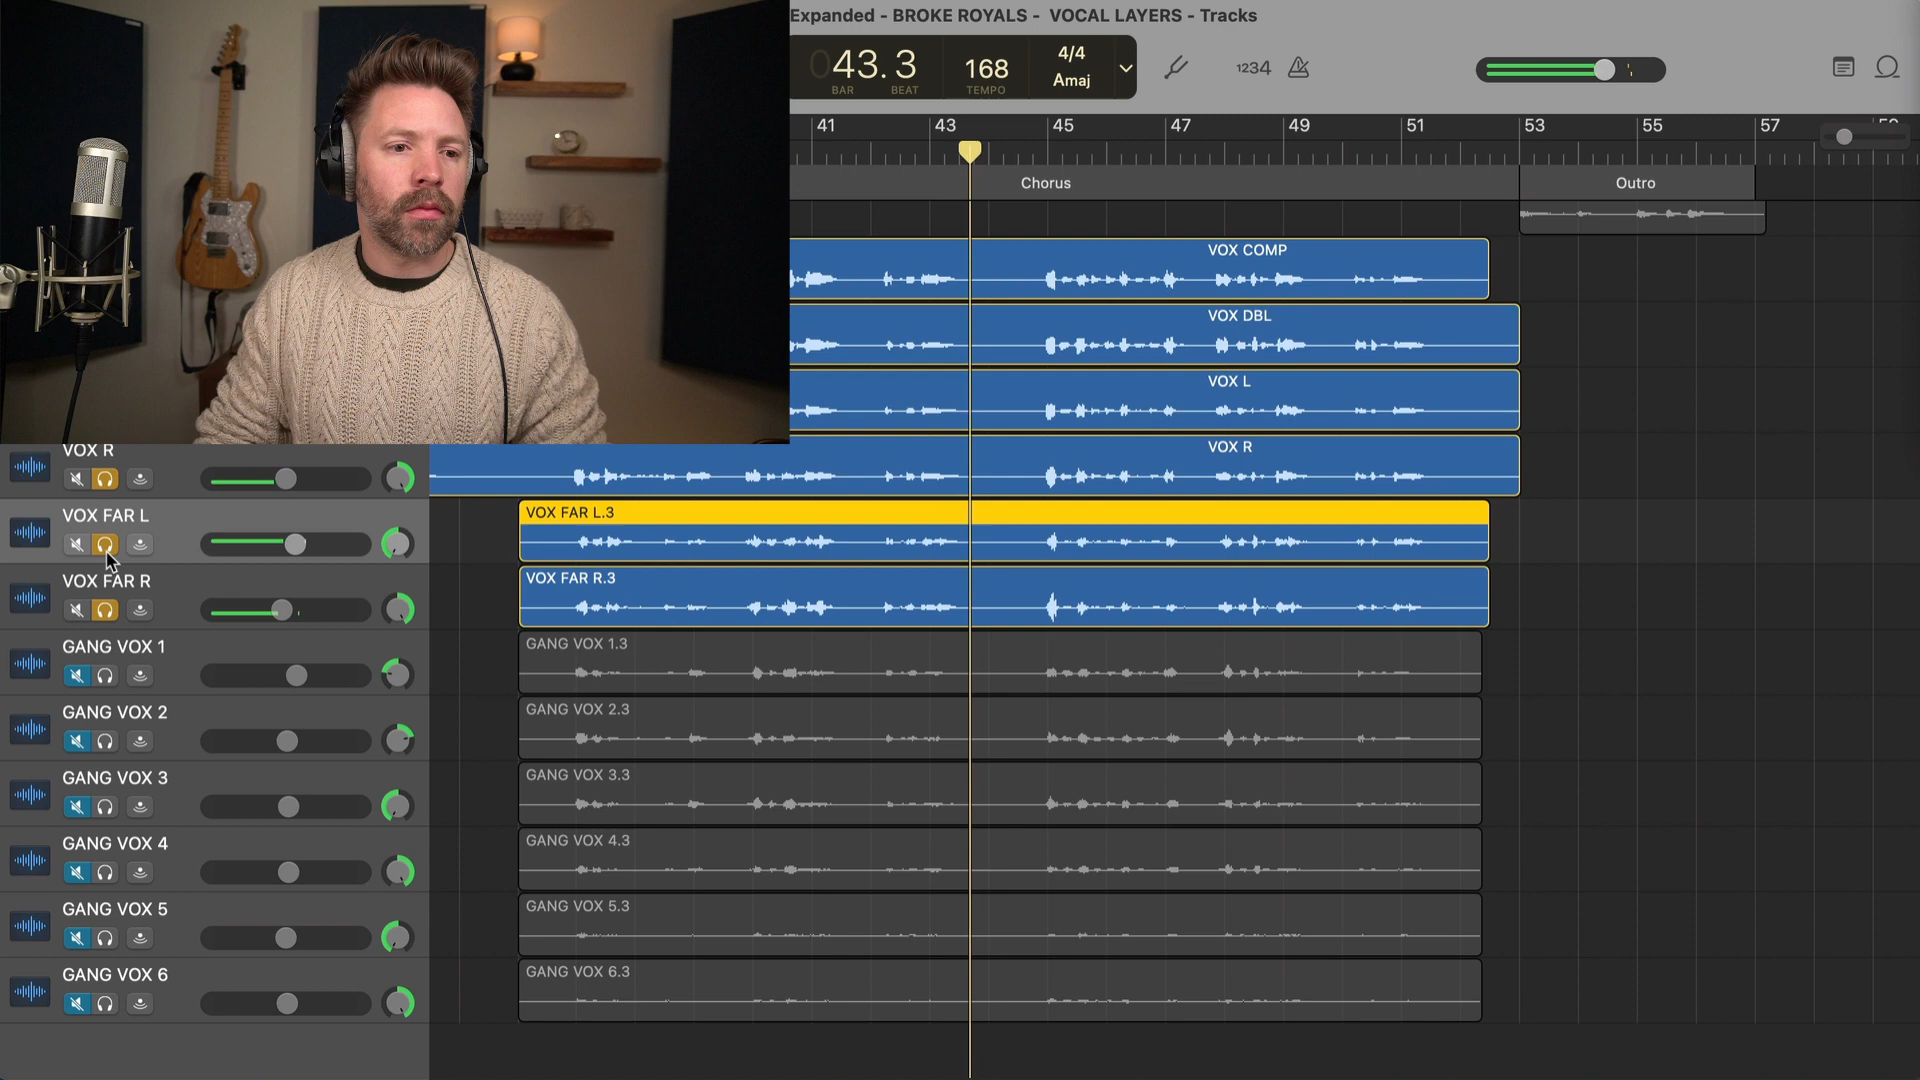 Expanded - BROKE ROYALS - VOCAL LAYERS - Tracks
043.3
BAR
BEAT
168
TEMPO
4/4
Amaj
1234
41
43
45
47
49
51
53
55
57
Chorus
Outro
VOX COMP
VOX DBL
VOX L
VOX R
VOX R
VOX FAR L
VOX FAR L.3
VOX FAR R
VOX FAR R.3
GANG VOX 1
GANG VOX 1.3
GANG VOX 2
GANG VOX 2.3
GANG VOX 3
GANG VOX 3.3
GANG VOX 4
GANG VOX 4.3
GANG VOX 5
GANG VOX 5.3
GANG VOX 6
GANG VOX 6.3